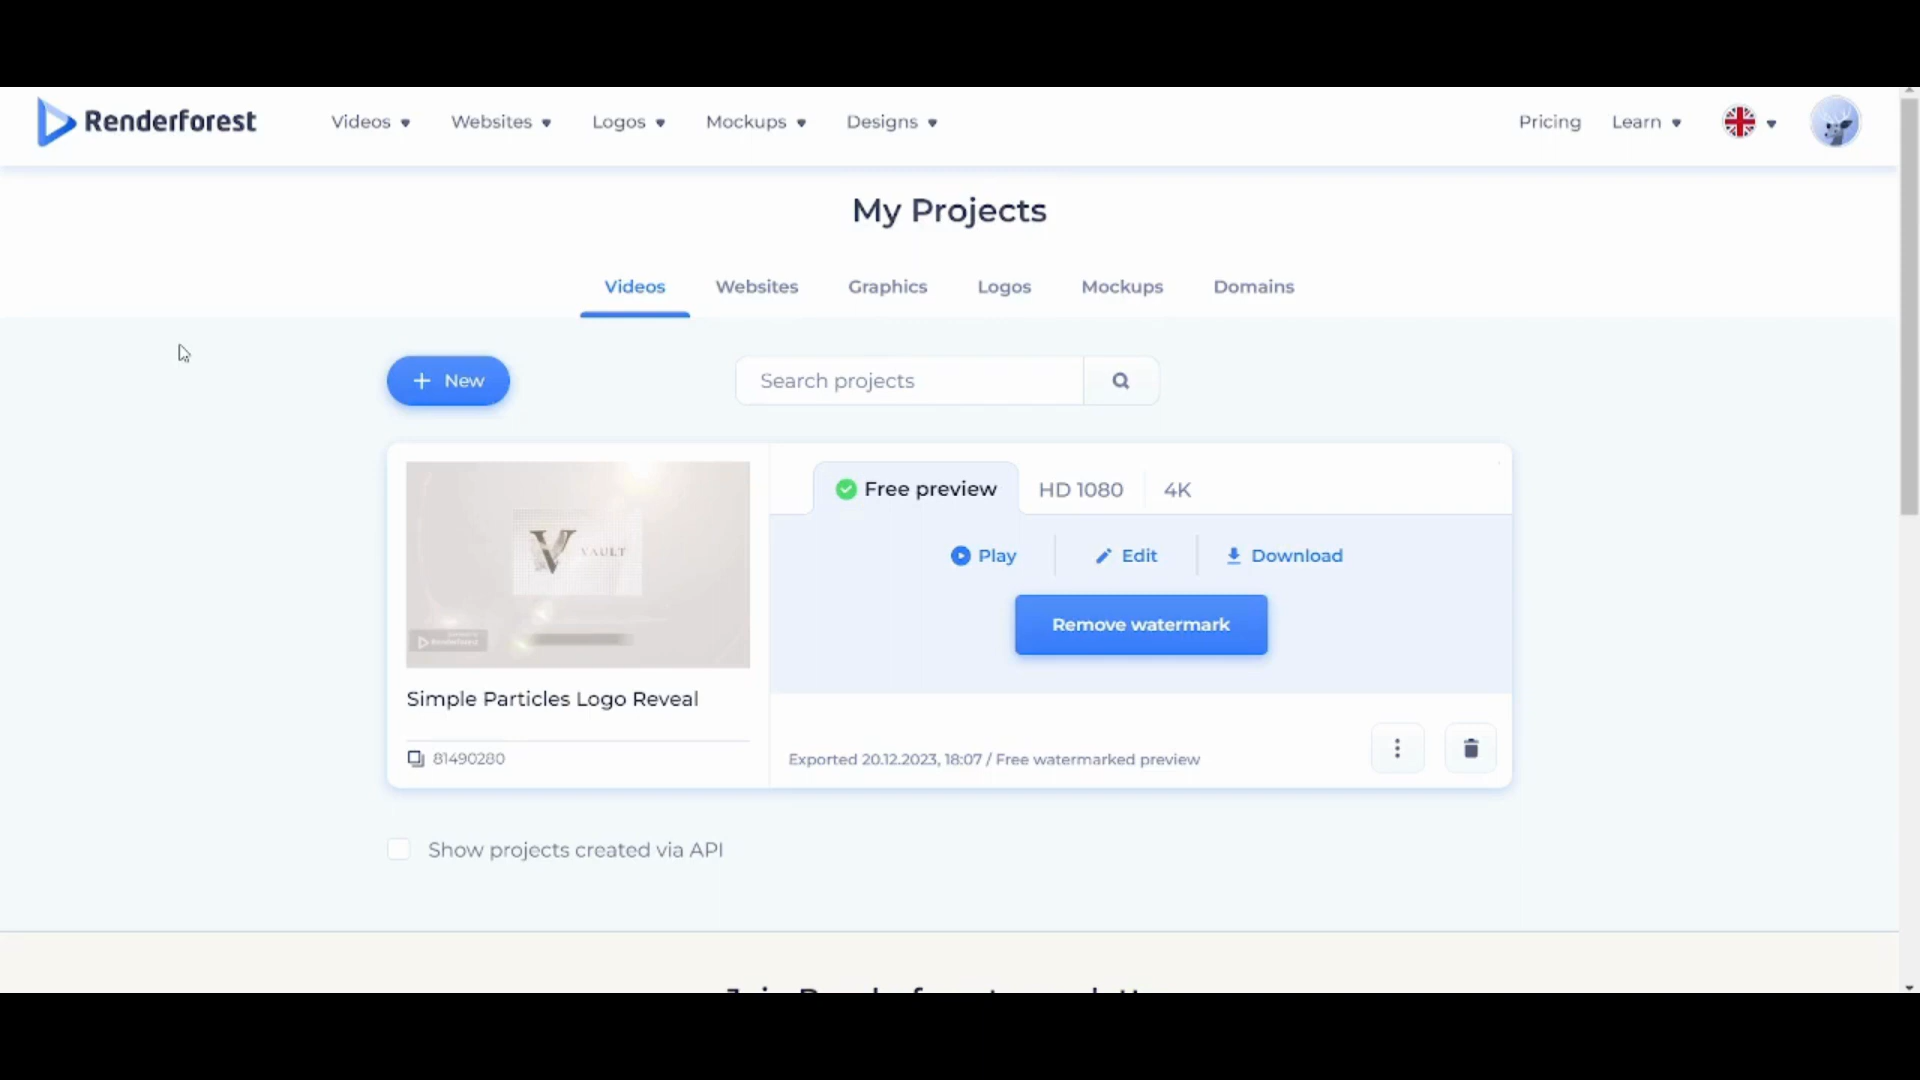 Renderforest Videos Websites Logos Mockups Designs Pricing Learn
My Projects
Videos Websites Graphics Logos Mockups Domains
+ New Search projects
Free preview HD 1080 4K
Play Edit Download
V VAULT
Remove watermark
Renderforest
Simple Particles Logo Reveal
81490280
Exported 20.12.2023, 18:07 / Free watermarked preview
Show projects created via API